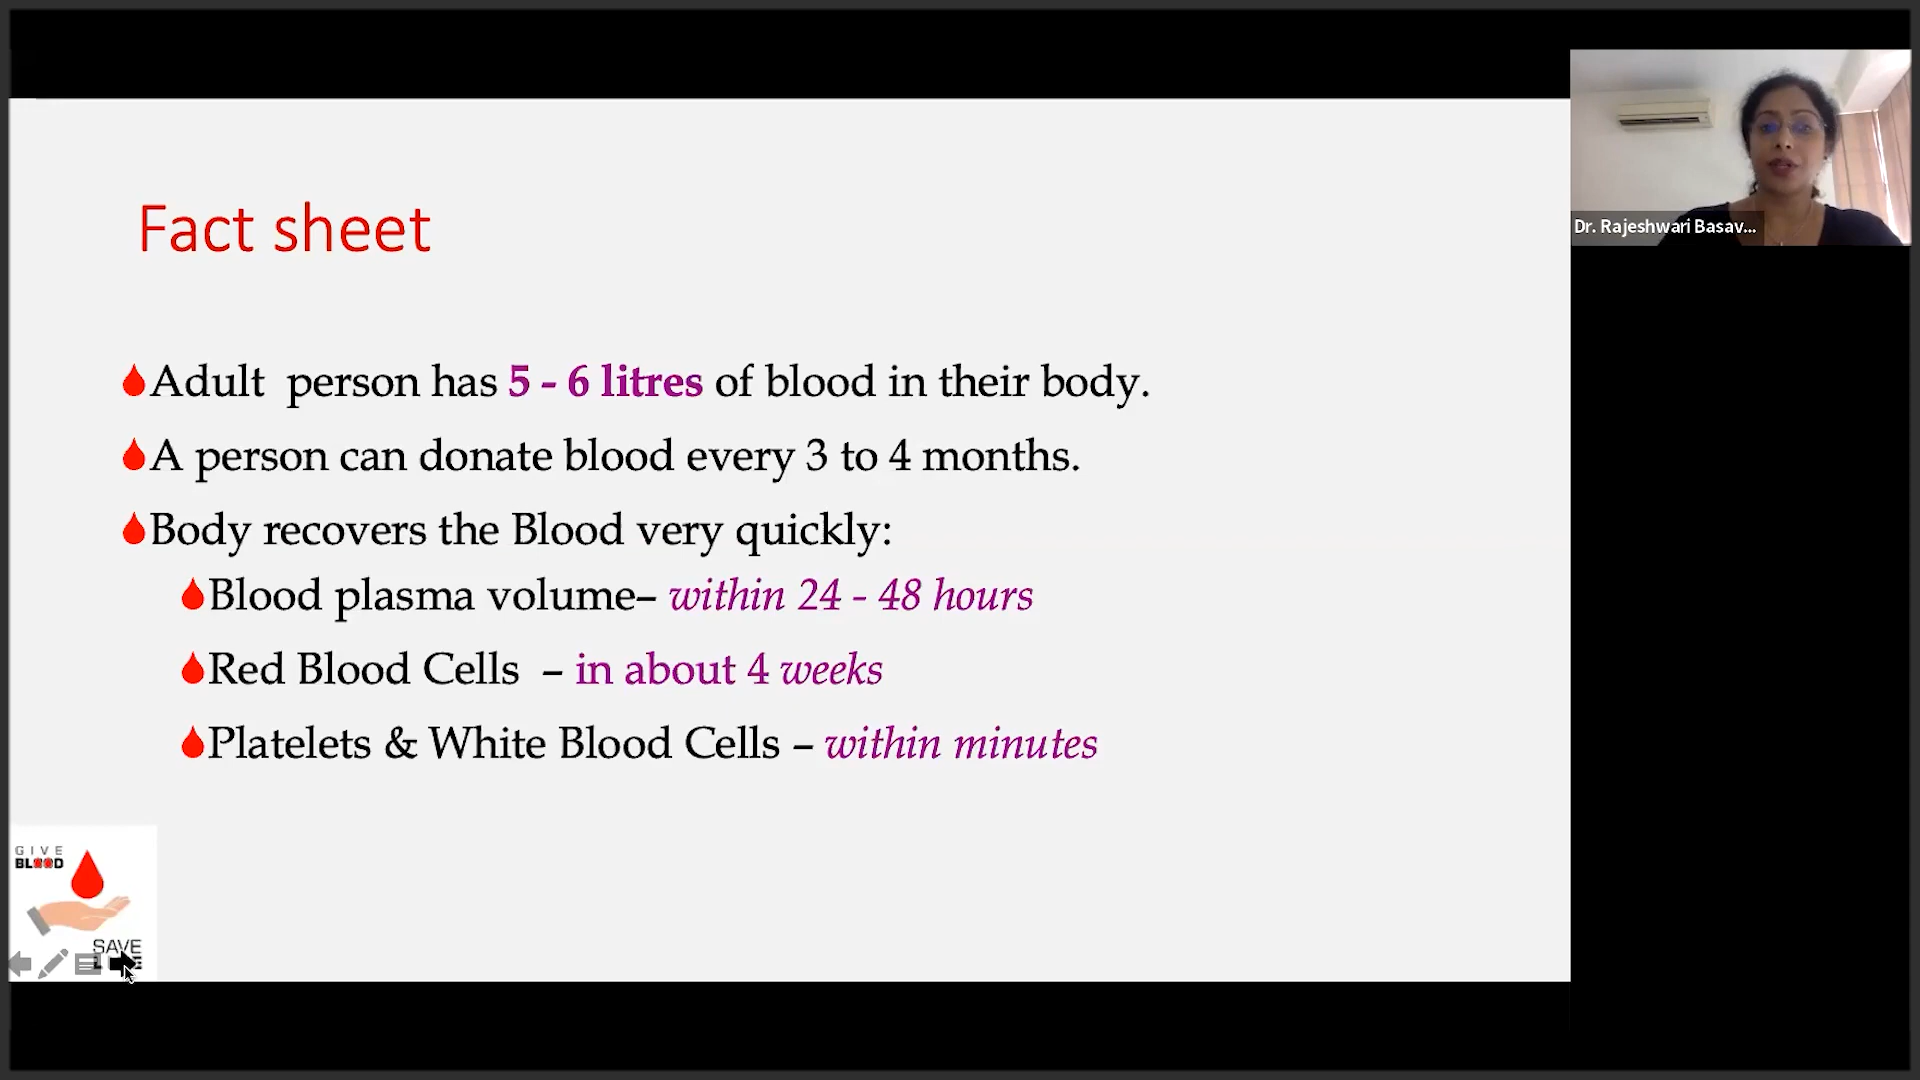 Fact sheet
Adult person has 5 - 6 litres of blood in their body.
A person can donate blood every 3 to 4 months.
Body recovers the Blood very quickly:
Blood plasma volume– within 24 - 48 hours
Red Blood Cells – in about 4 weeks
Platelets & White Blood Cells – within minutes
GIVE
BLOOD
SAVE
Dr. Rajeshwari Basav...